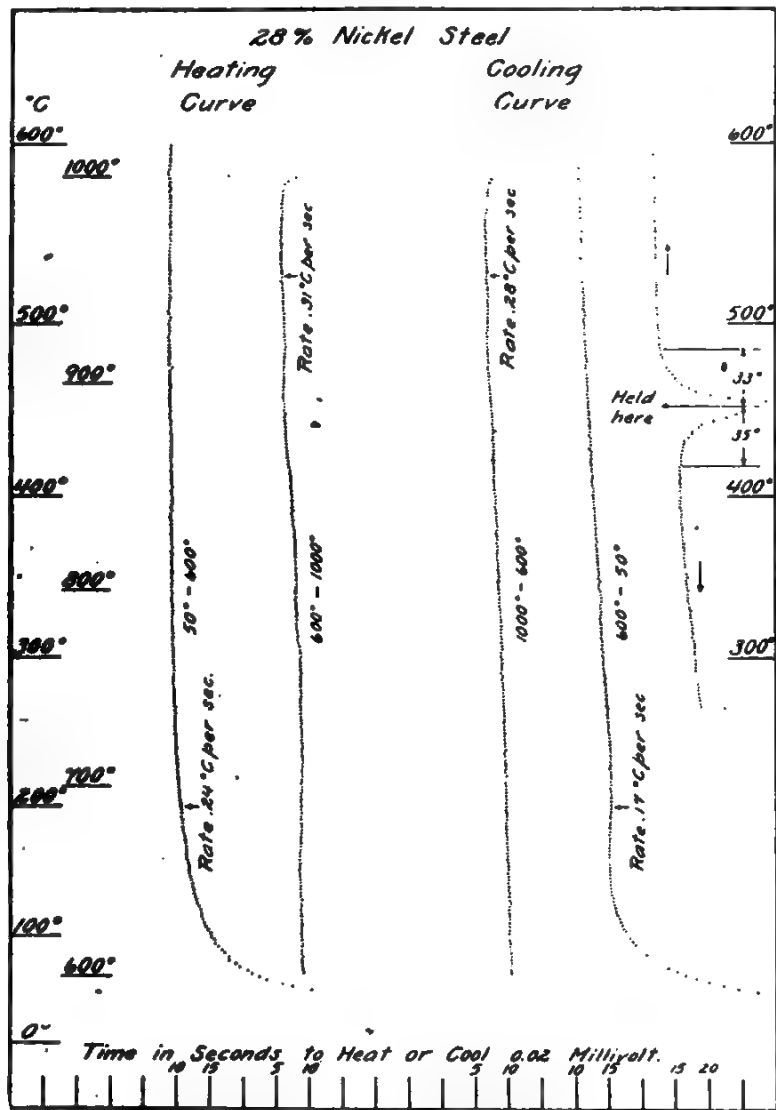 28% Nickel Steel
Heating Curve
Cooling Curve
°C
600°
1000°
500°
900°
400°
800°
300°
700°
200°
100°
600°
0°
50° - 600°
Rate .24°C per sec.
Rate .31°C per sec
600° - 1000°
Rate .28°C per sec
1000° - 600°
600° - 50°
Rate .17°C per sec
600°
500°
33°
Held here
35°
400°
300°
Time in Seconds to Heat or Cool 0.02 Millivolt.
10 15 5 10 5 10 10 15 15 20